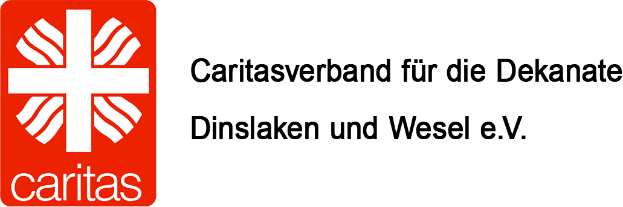 Caritasverband für die Dekanate
Dinslaken und Wesel e.V.
caritas